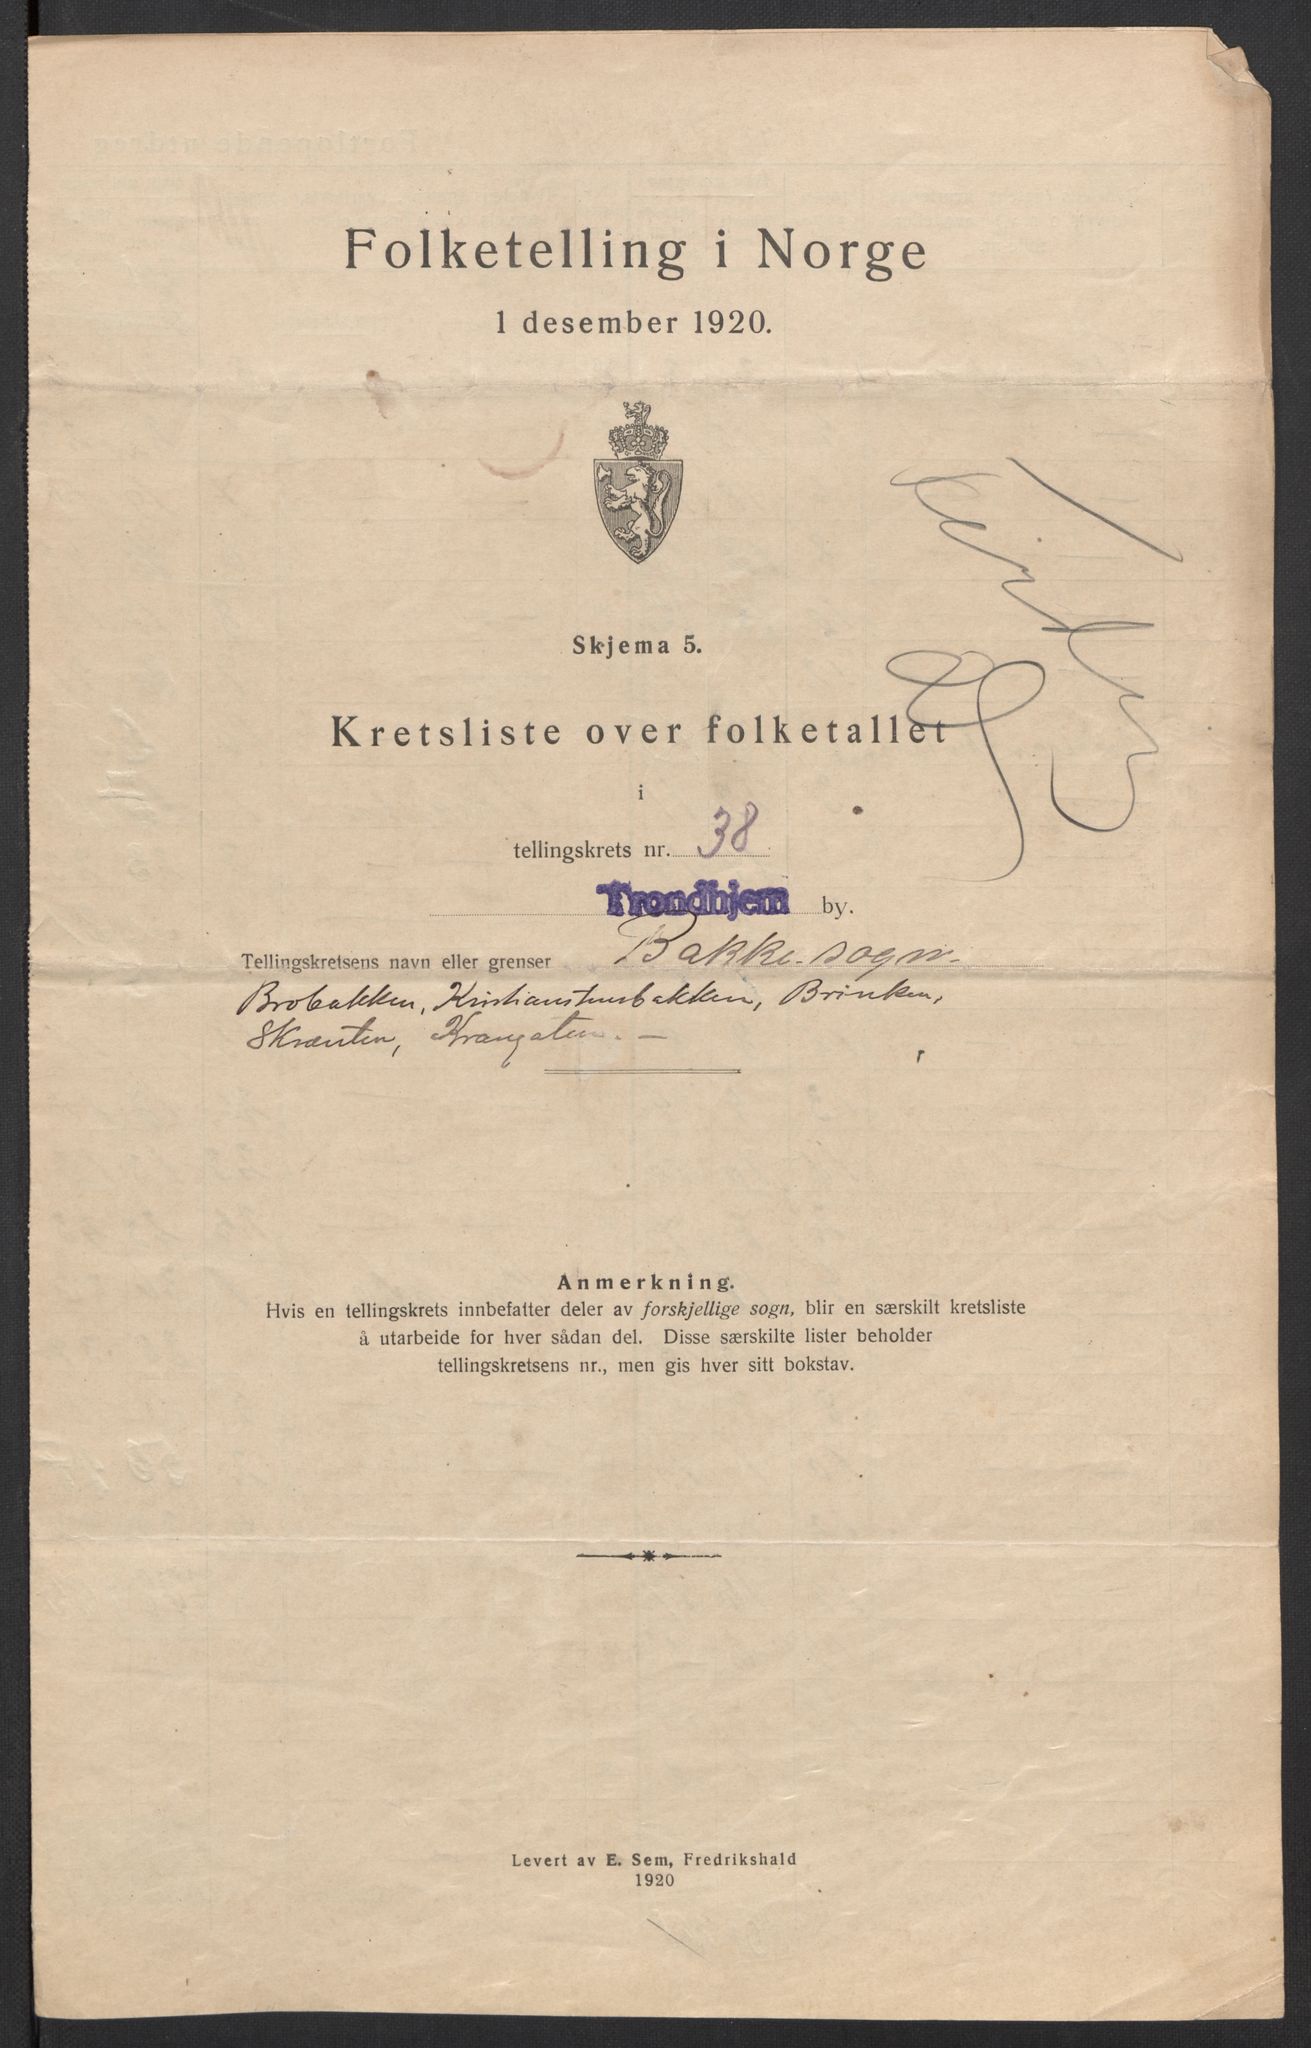 Folketelling i Norge
1 desember 1920.
Skjema 5.
Kretsliste over folketallet
i
tellingskrets nr. 38
Trondhjem by.
Tellingskretsens navn eller grenser Bakke sogn.
Brobakken, Kristianstensbakken, Brinken,
Skrænten, Krangaten. —
Anmerkning.
Hvis en tellingskrets innbefatter deler av forskjellige sogn, blir en særskilt kretsliste
å utarbeide for hver sådan del. Disse særskilte lister beholder
tellingskretsens nr., men gis hver sitt bokstav.
Levert av E. Sem, Fredrikshald
1920